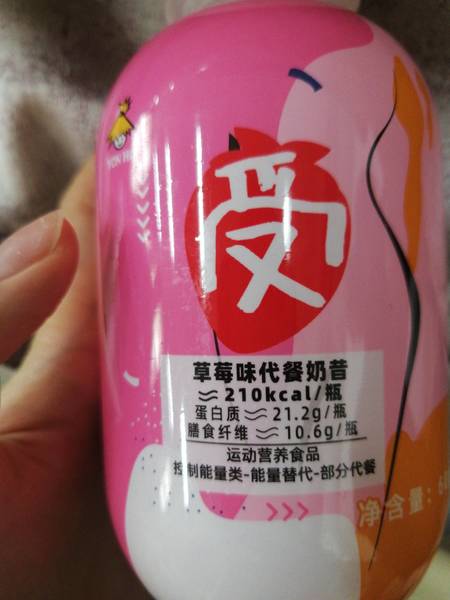 受
草莓味代餐奶昔
≈210kcal/瓶
蛋白质≈21.2g/瓶
膳食纤维≈10.6g/瓶
运动营养食品
控制能量类-能量替代-部分代餐
净含量: